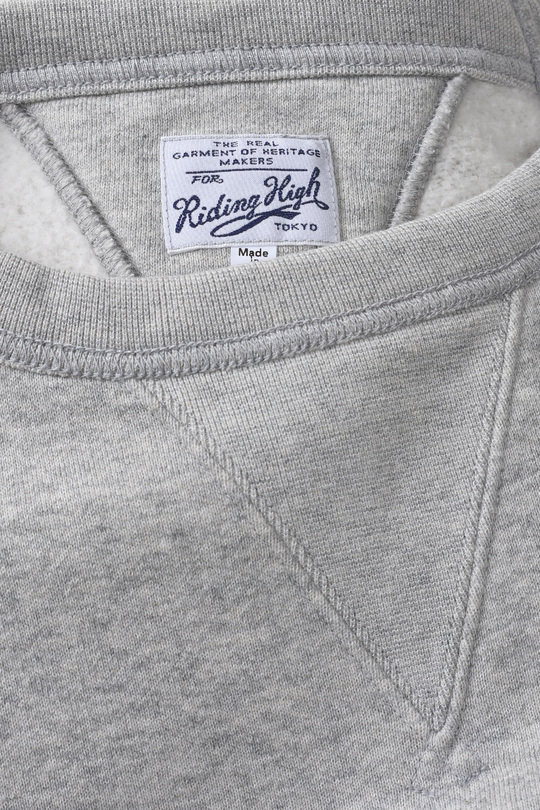 THE REAL
GARMENT OF HERITAGE
MAKERS
FOR
Riding High
TOKYO
Made